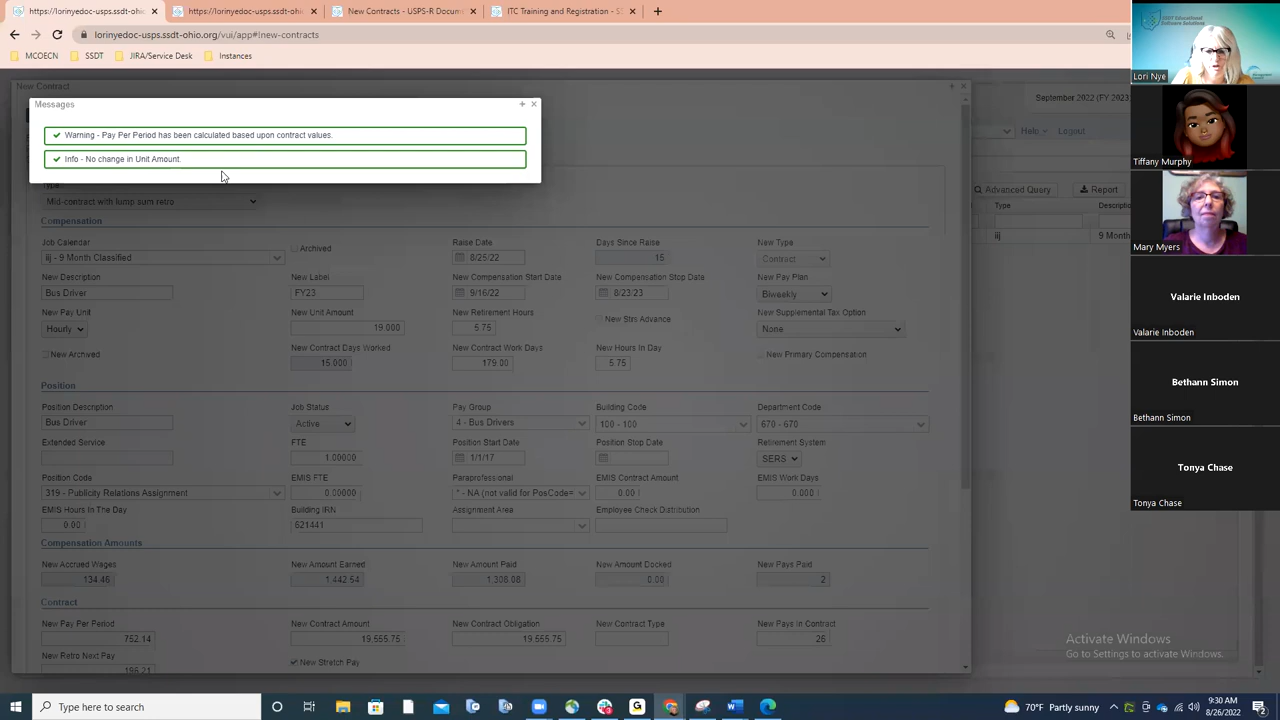 https://lorinyedoc-usps.ssdt-ohi
https://lorinyedoc-usps.ssdt-ohi
New Contracts - USPS-R Docume
ITC Training and Registration - SS
lorinyedoc-usps.ssdt-ohio.org/vui/app#!new-contracts
MCOECN
SSDT
JIRA/Service Desk
Instances
New Contract
September 2022 (FY 2023)
Help
Logout
Messages
Warning - Pay Per Period has been calculated based upon contract values.
Info - No change in Unit Amount.
Type
Mid-contract with lump sum retro
Advanced Query
Report
Type
Descripti
iij
9 Month
Compensation
Job Calendar
Archived
Raise Date
Days Since Raise
New Type
iij - 9 Month Classified
15
Contract
New Description
New Label
New Compensation Start Date
New Compensation Stop Date
New Pay Plan
Bus Driver
FY23
9/16/22
8/23/23
Biweekly
New Pay Unit
New Unit Amount
New Retirement Hours
New Strs Advance
New Supplemental Tax Option
Hourly
19.000
5.75
None
New Archived
New Contract Days Worked
New Contract Work Days
New Hours In Day
New Primary Compensation
15.000
179.00
5.75
Position
Position Description
Job Status
Pay Group
Building Code
Department Code
Bus Driver
Active
4 - Bus Drivers
100 - 100
670 - 670
Extended Service
FTE
Position Start Date
Position Stop Date
Retirement System
1.00000
1/1/17
SERS
Position Code
EMIS FTE
Paraprofessional
EMIS Contract Amount
EMIS Work Days
319 - Publicity Relations Assignment
0.00000
* - NA (not valid for PosCode=
0.00
0.000
EMIS Hours In The Day
Building IRN
Assignment Area
Employee Check Distribution
0.00
621441
Compensation Amounts
New Accrued Wages
New Amount Earned
New Amount Paid
New Amount Docked
New Pays Paid
134.46
1,442.54
1,308.08
0.00
2
Contract
New Pay Per Period
New Contract Amount
New Contract Obligation
New Contract Type
New Pays In Contract
752.14
19,555.75
19,555.75
26
New Retro Next Pay
New Stretch Pay
196.21
Activate Windows
Go to Settings to activate Windows.
SSDT Educational
Software Solutions
Lori Nye
Tiffany Murphy
Mary Myers
Valarie Inboden
Valarie Inboden
Bethann Simon
Bethann Simon
Tonya Chase
Tonya Chase
Type here to search
70°F Partly sunny
9:30 AM
8/26/2022